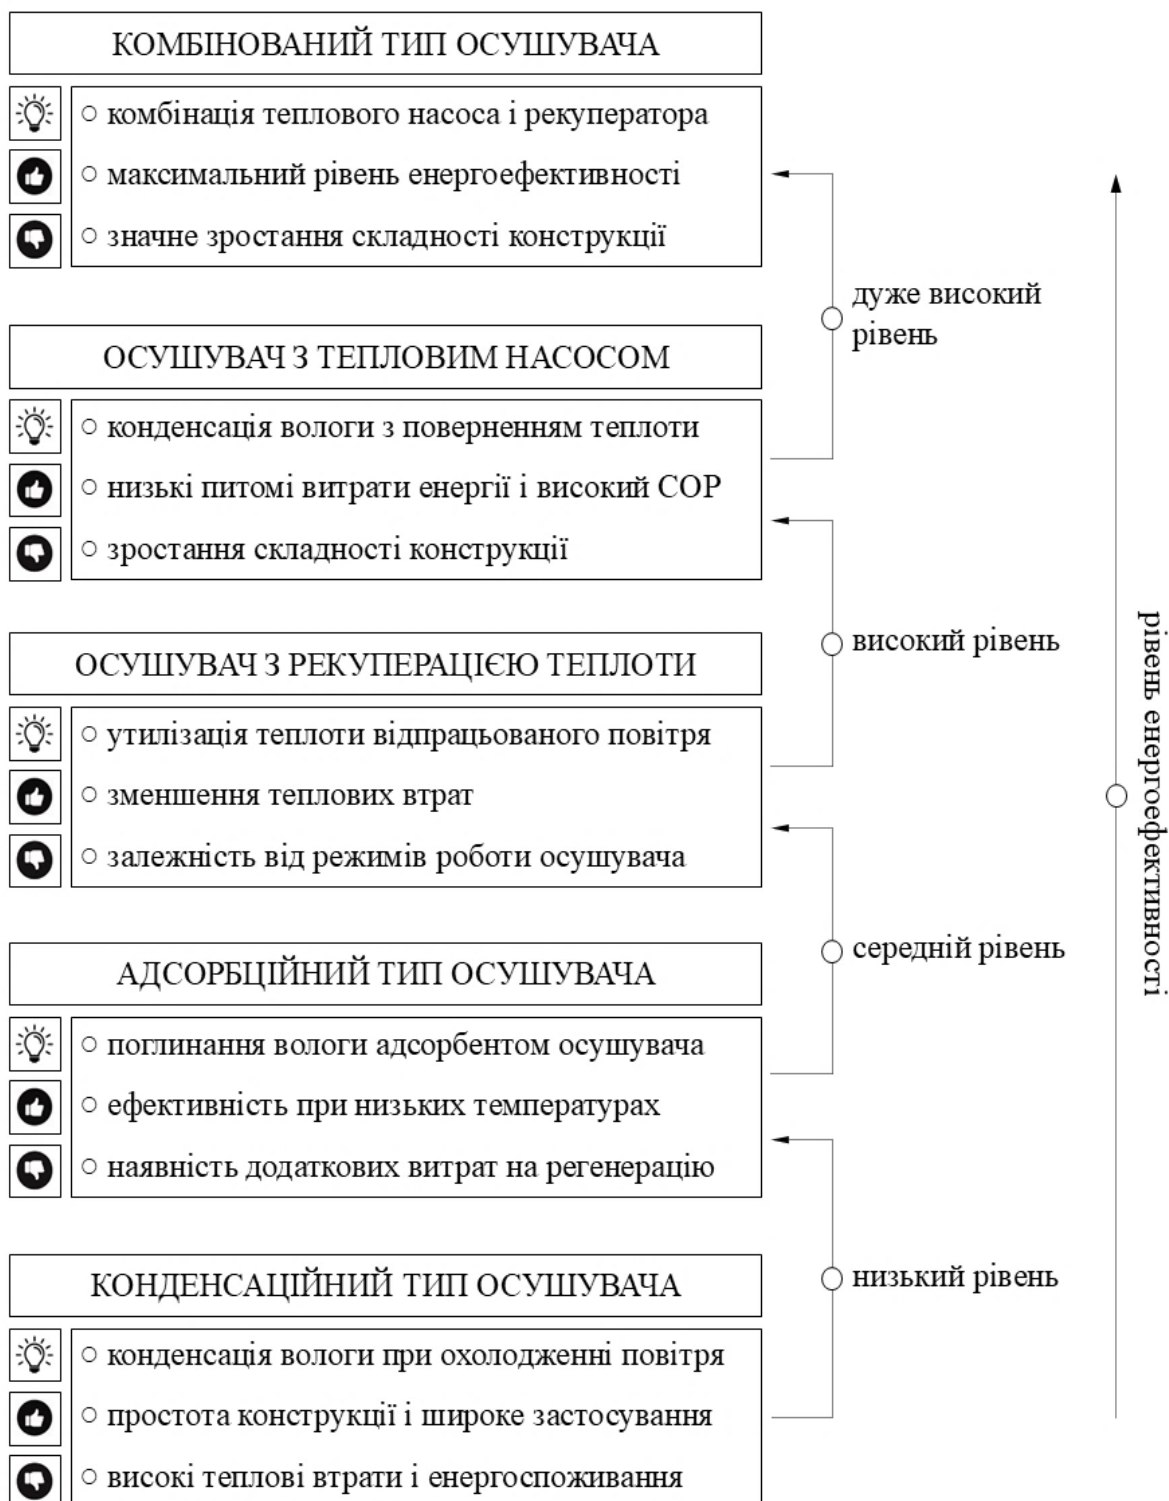 КОМБІНОВАНИЙ ТИП ОСУШУВАЧА
комбінація теплового насоса і рекуператора
максимальний рівень енергоефективності
значне зростання складності конструкції
дуже високий
рівень
ОСУШУВАЧ З ТЕПЛОВИМ НАСОСОМ
конденсація вологи з поверненням теплоти
низькі питомі витрати енергії і високий COP
зростання складності конструкції
високий рівень
ОСУШУВАЧ З РЕКУПЕРАЦІЄЮ ТЕПЛОТИ
утилізація теплоти відпрацьованого повітря
зменшення теплових втрат
залежність від режимів роботи осушувача
середній рівень
АДСОРБЦІЙНИЙ ТИП ОСУШУВАЧА
поглинання вологи адсорбентом осушувача
ефективність при низьких температурах
наявність додаткових витрат на регенерацію
низький рівень
КОНДЕНСАЦІЙНИЙ ТИП ОСУШУВАЧА
конденсація вологи при охолодженні повітря
простота конструкції і широке застосування
високі теплові втрати і енергоспоживання
рівень енергоефективності